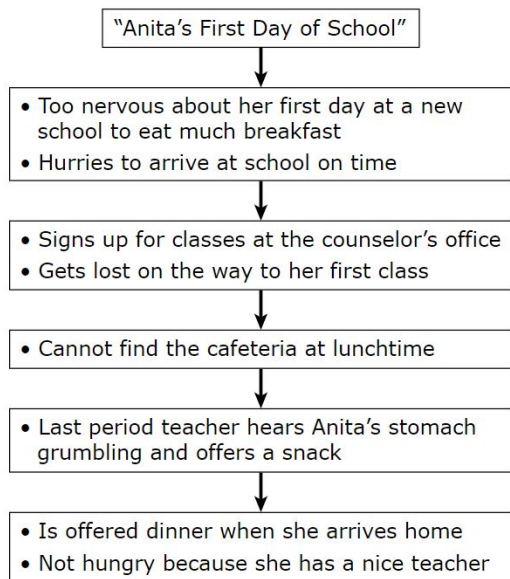 “Anita’s First Day of School”
• Too nervous about her first day at a new
school to eat much breakfast
• Hurries to arrive at school on time
• Signs up for classes at the counselor’s office
• Gets lost on the way to her first class
• Cannot find the cafeteria at lunchtime
• Last period teacher hears Anita’s stomach
grumbling and offers a snack
• Is offered dinner when she arrives home
• Not hungry because she has a nice teacher